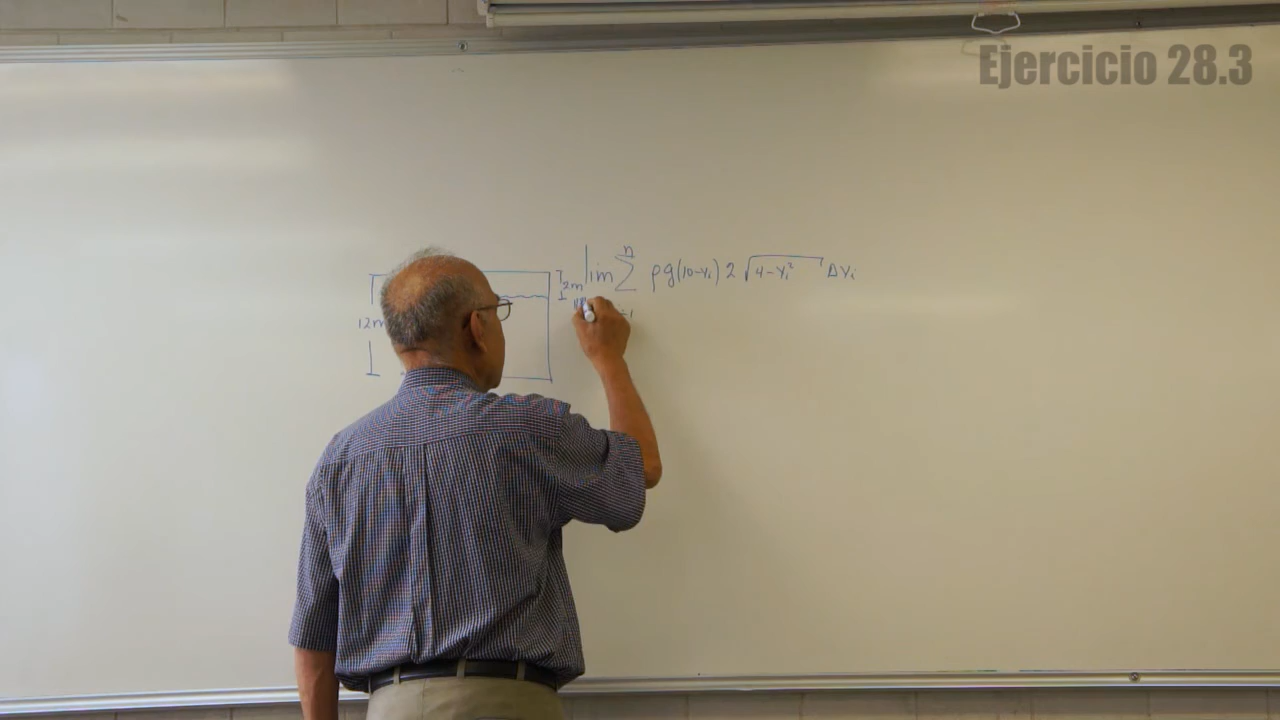 Ejercicio 28.3
lim n Σ ρg(10-yᵢ) 2 √4-yᵢ² Δyᵢ
2m
12m